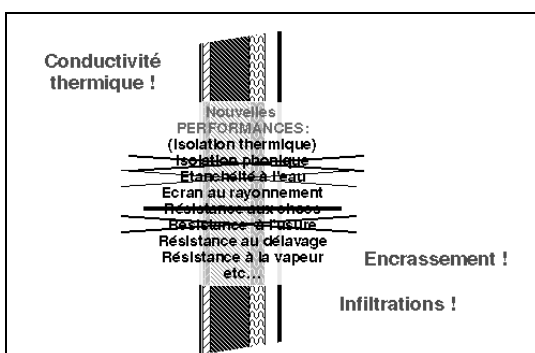 Conductivité
thermique !
Nouvelles
PERFORMANCES:
(Isolation thermique)
Isolation phonique
Etanchéité à l'eau
Ecran au rayonnement
Résistance aux chocs
Résistance à l'usure
Résistance au délavage
Résistance à la vapeur
etc…
Encrassement !
Infiltrations !